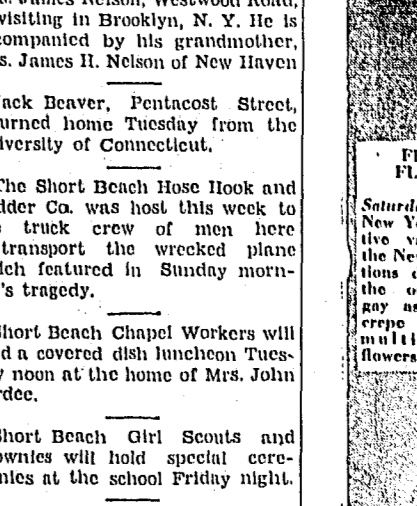 James Nelson, Westwood Road,
visiting in Brooklyn, N. Y. He is
companied by his grandmother,
s. James H. Nelson of New Haven
ack Beaver, Pentacost Street,
urned home Tuesday from the
iversity of Connecticut.
The Short Beach Hose Hook and
dder Co. was host this week to
truck crew of men here
transport the wrecked plane
ich featured in Sunday morn-
's tragedy.
Short Beach Chapel Workers will
d a covered dish luncheon Tues-
y noon at the home of Mrs. John
rdee.
Short Beach Girl Scouts and
ownies will hold special cere-
nies at the school Friday night.
F
FL
Saturd
New Y
tive v
the Ne
tions
the o
gay as
crepe
multi
flowers